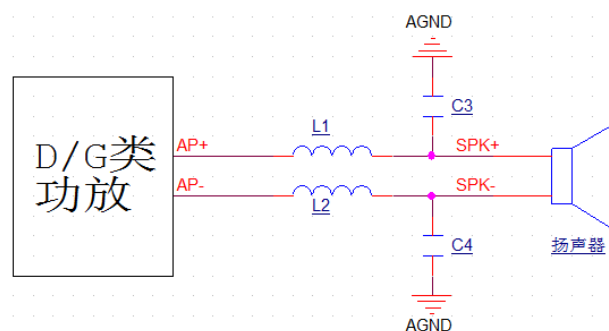 AGND
C3
L1
D/G类
功放
AP+
SPK+
AP-
SPK-
L2
C4
扬声器
AGND